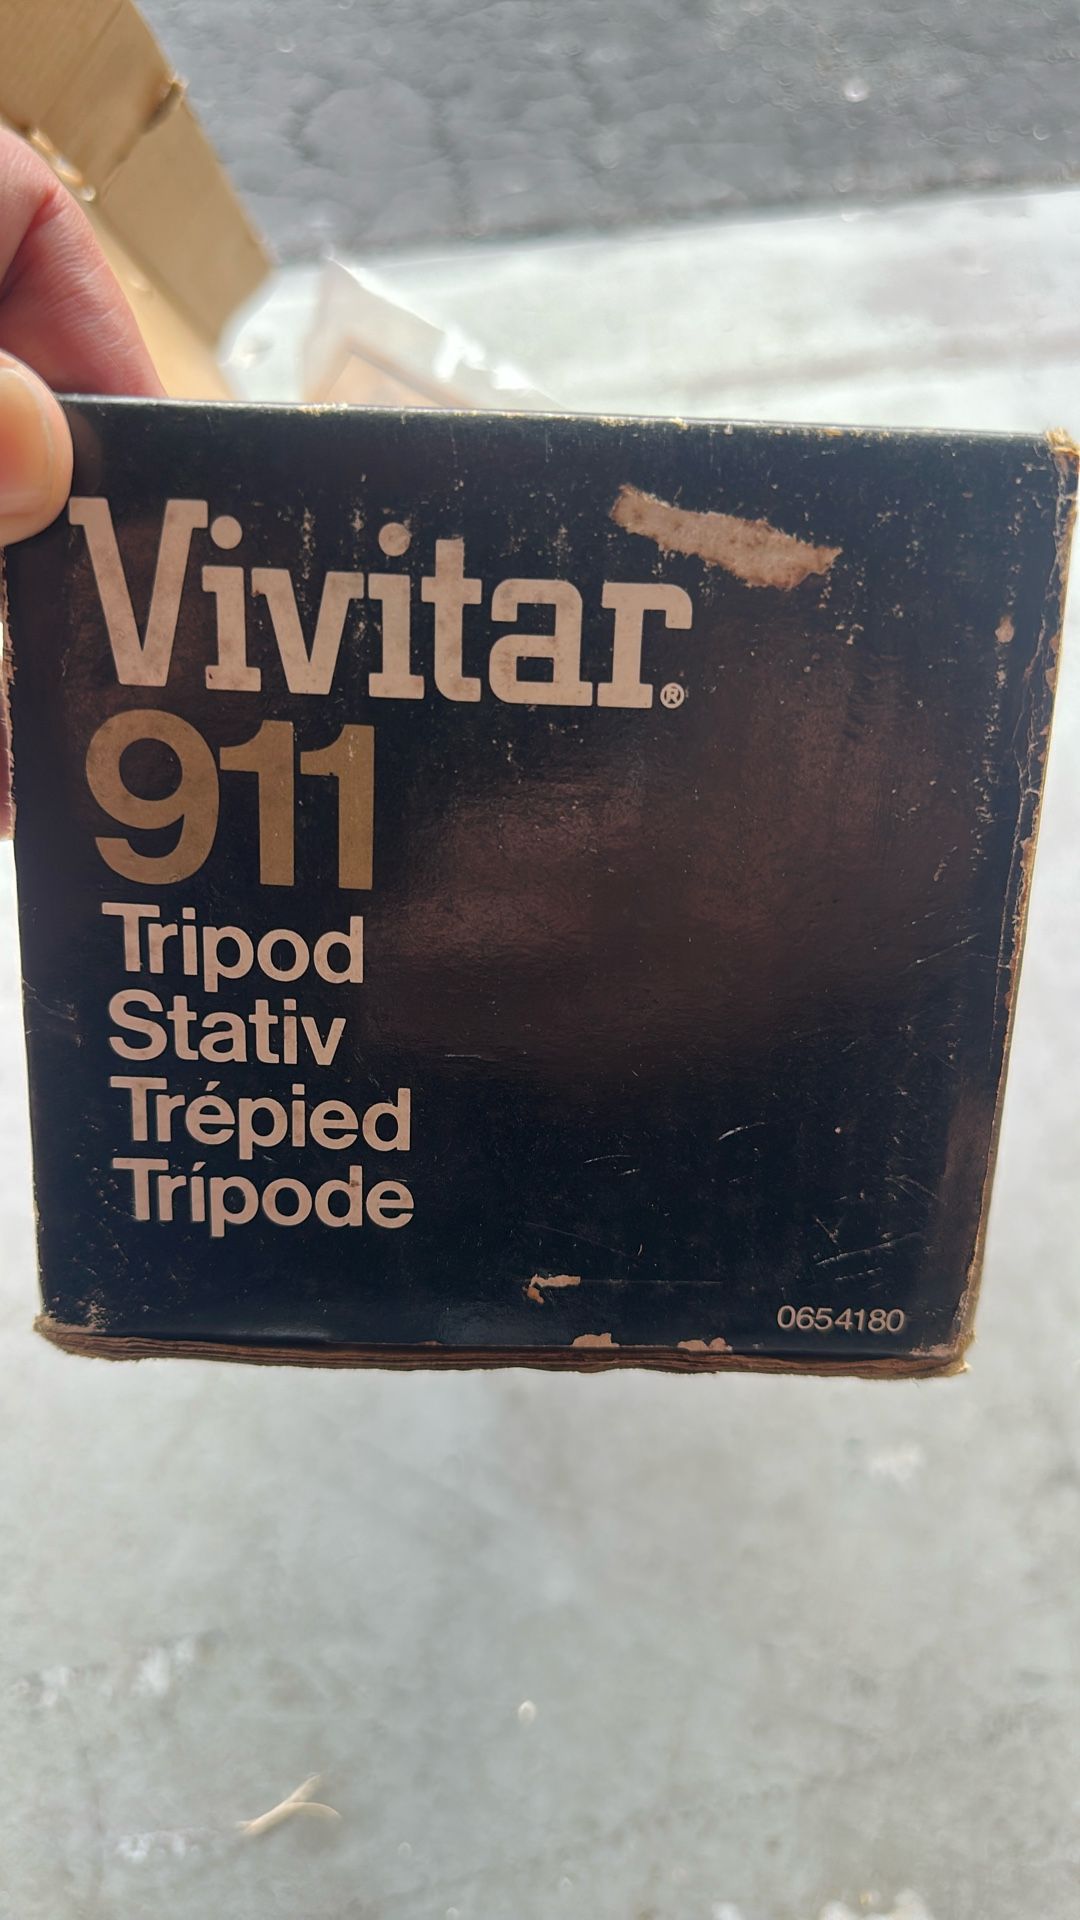 Vivitar®
911
Tripod
Stativ
Trépied
Trípode
0654180